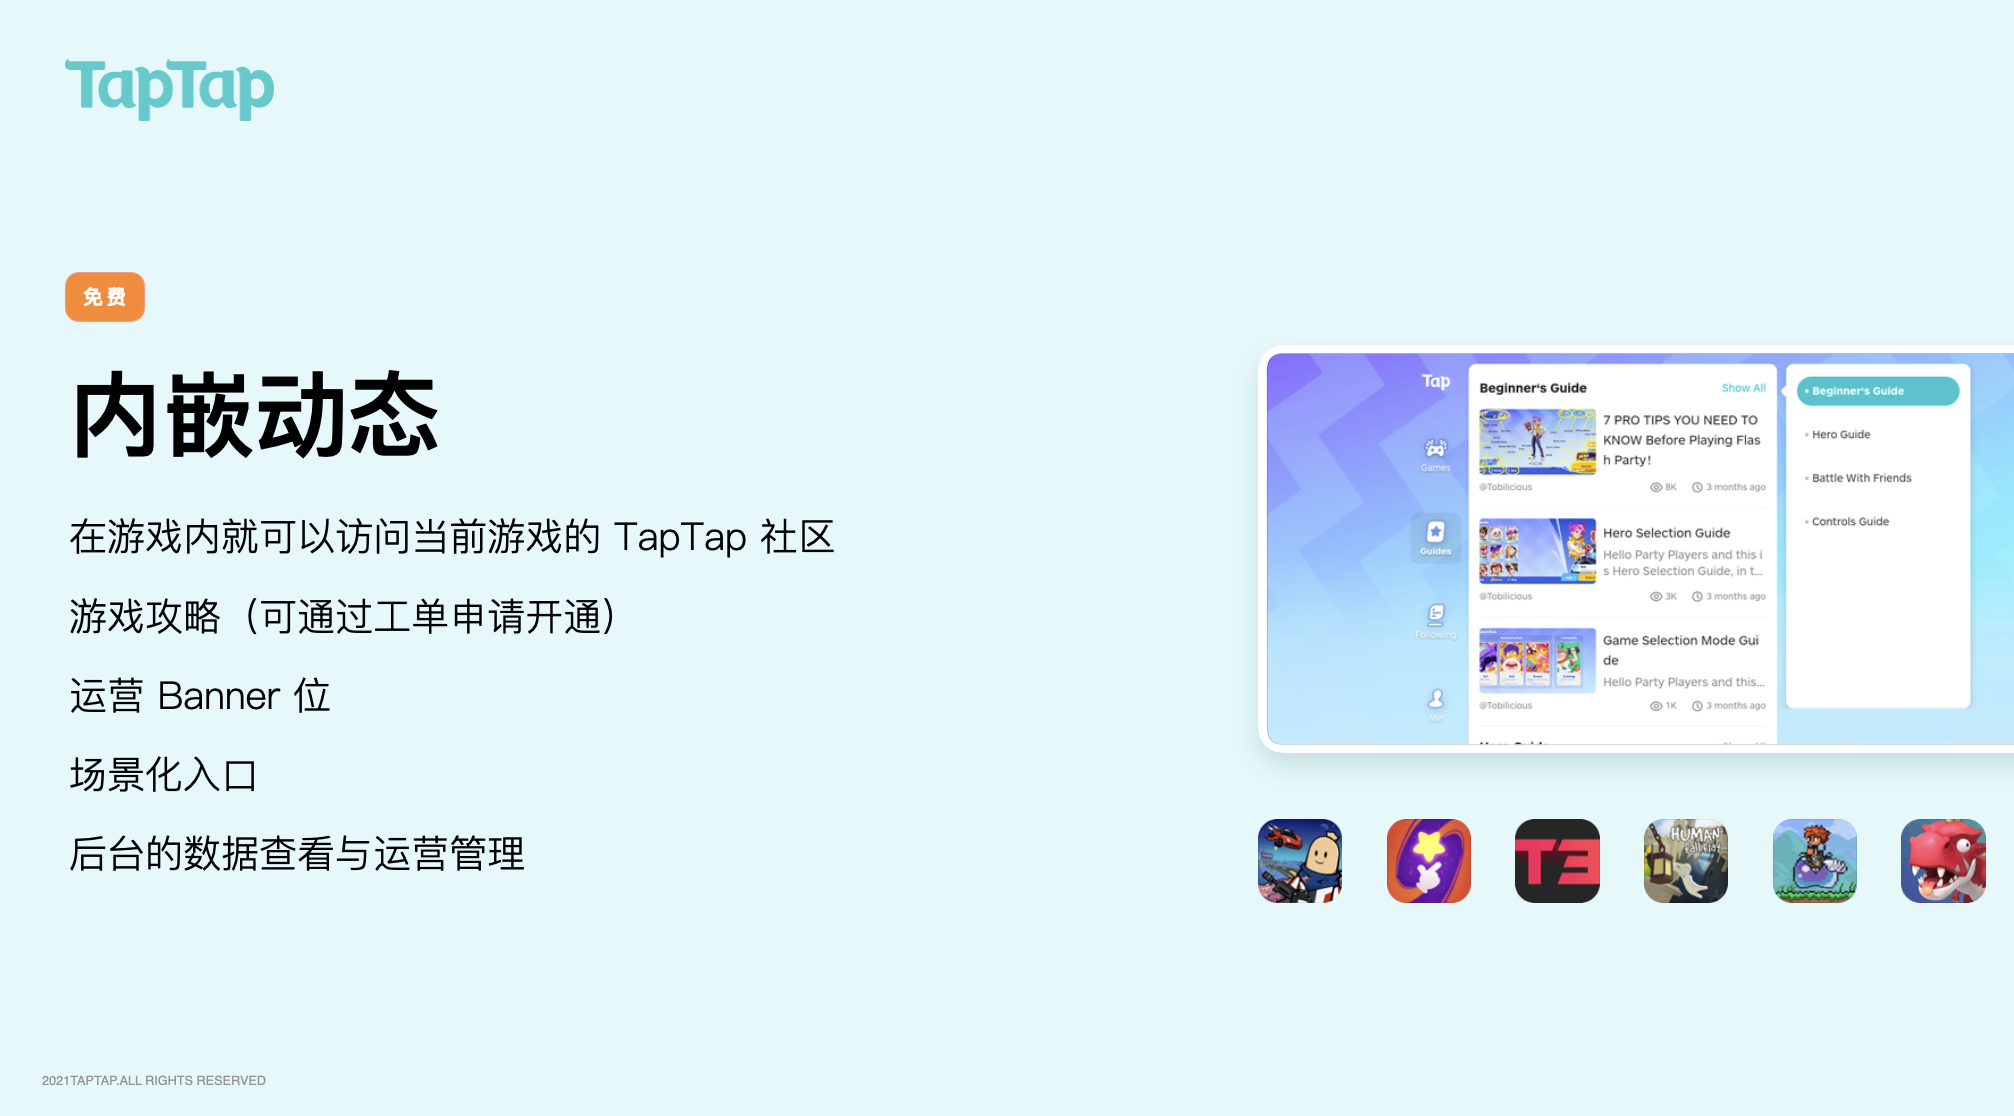 TapTap
免费
内嵌动态
在游戏内就可以访问当前游戏的 TapTap 社区
游戏攻略（可通过工单申请开通）
运营 Banner 位
场景化入口
后台的数据查看与运营管理
Tap
Games
Guides
Following
Me
Beginner's Guide
Show All
7 PRO TIPS YOU NEED TO
KNOW Before Playing Flas
h Party!
@Tobilicious
8K
3 months ago
Hero Selection Guide
Hello Party Players and this i
s Hero Selection Guide, in t...
@Tobilicious
3K
3 months ago
Game Selection Mode Gui
de
Hello Party Players and this...
@Tobilicious
1K
3 months ago
• Beginner's Guide
• Hero Guide
• Battle With Friends
• Controls Guide
T3
HUMAN
fall flat
2021TAPTAP.ALL RIGHTS RESERVED